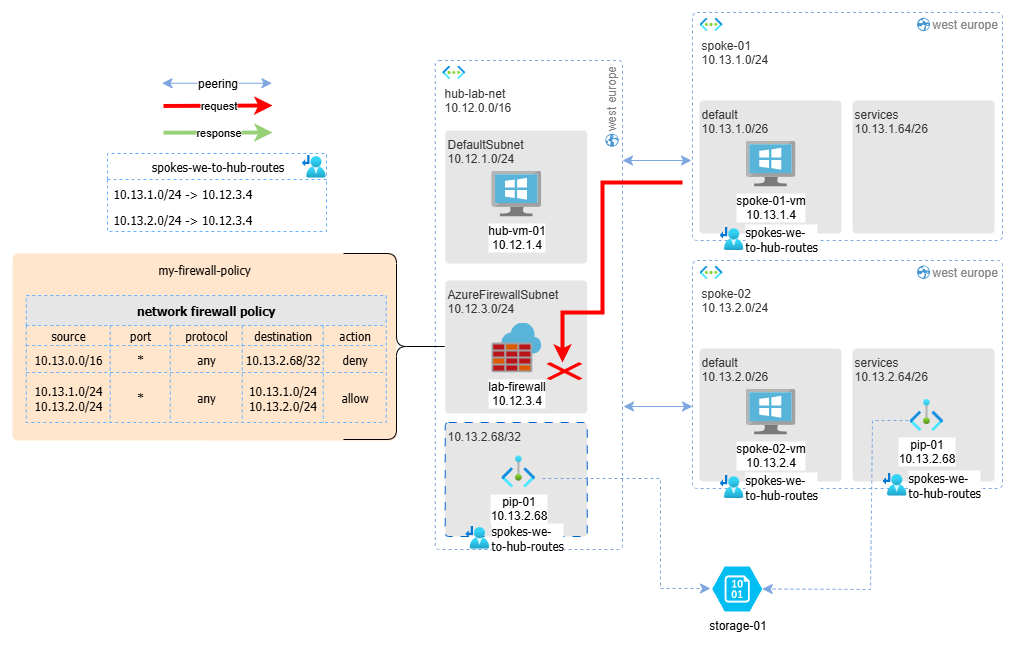 peering
request
response
spokes-we-to-hub-routes
10.13.1.0/24 -> 10.12.3.4
10.13.2.0/24 -> 10.12.3.4
my-firewall-policy
network firewall policy
source port protocol destination action
10.13.0.0/16 * any 10.13.2.68/32 deny
10.13.1.0/24 10.13.1.0/24
* any allow
10.13.2.0/24 10.13.2.0/24
west europe
hub-lab-net
10.12.0.0/16
DefaultSubnet
10.12.1.0/24
hub-vm-01
10.12.1.4
AzureFirewallSubnet
10.12.3.0/24
lab-firewall
10.12.3.4
10.13.2.68/32
pip-01
10.13.2.68
spokes-we-
to-hub-routes
west europe
spoke-01
10.13.1.0/24
default
10.13.1.0/26
spoke-01-vm
10.13.1.4
spokes-we-
to-hub-routes
services
10.13.1.64/26
west europe
spoke-02
10.13.2.0/24
default
10.13.2.0/26
spoke-02-vm
10.13.2.4
spokes-we-
to-hub-routes
services
10.13.2.64/26
pip-01
10.13.2.68
spokes-we-
to-hub-routes
10
01
storage-01